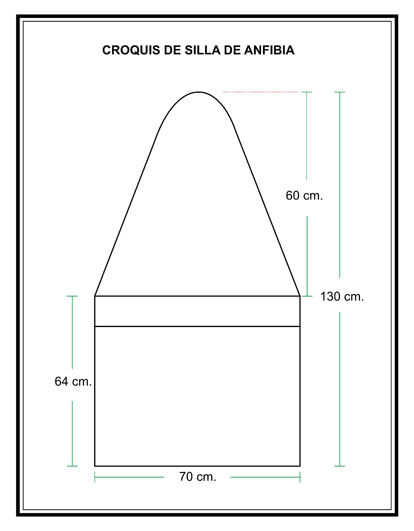 CROQUIS DE SILLA DE ANFIBIA
60 cm.
130 cm.
64 cm.
70 cm.